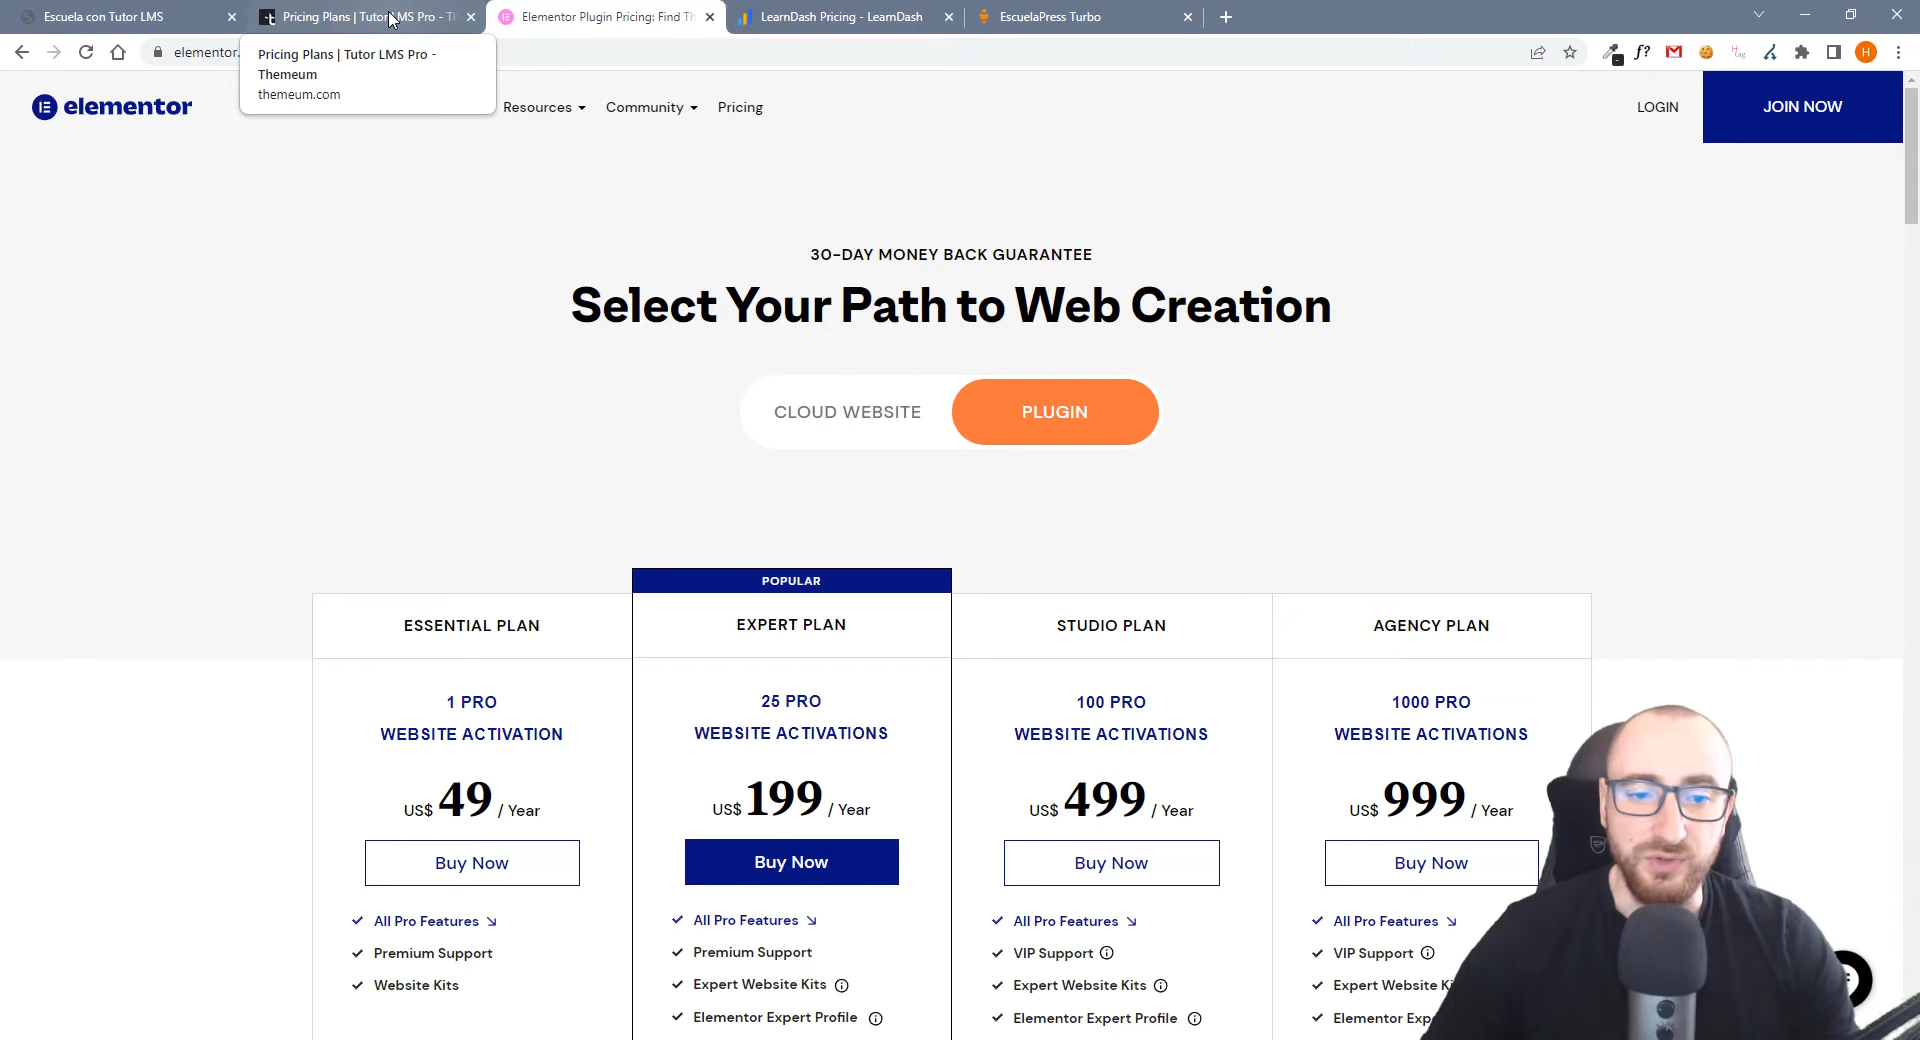 Escuela con Tutor LMS
Pricing Plans | Tutor LMS Pro - Th
Elementor Plugin Pricing: Find Th
LearnDash Pricing - LearnDash
EscuelaPress Turbo
elementor.
f?
H
Pricing Plans | Tutor LMS Pro -
Themeum
themeum.com
elementor
Resources
Community
Pricing
LOGIN
JOIN NOW
30-DAY MONEY BACK GUARANTEE
Select Your Path to Web Creation
CLOUD WEBSITE
PLUGIN
POPULAR
ESSENTIAL PLAN
EXPERT PLAN
STUDIO PLAN
AGENCY PLAN
1 PRO
WEBSITE ACTIVATION
25 PRO
WEBSITE ACTIVATIONS
100 PRO
WEBSITE ACTIVATIONS
1000 PRO
WEBSITE ACTIVATIONS
US$ 49 / Year
US$ 199 / Year
US$ 499 / Year
US$ 999 / Year
Buy Now
Buy Now
Buy Now
Buy Now
All Pro Features
Premium Support
Website Kits
All Pro Features
Premium Support
Expert Website Kits
Elementor Expert Profile
All Pro Features
VIP Support
Expert Website Kits
Elementor Expert Profile
All Pro Features
VIP Support
Expert Website Ki
Elementor Exp